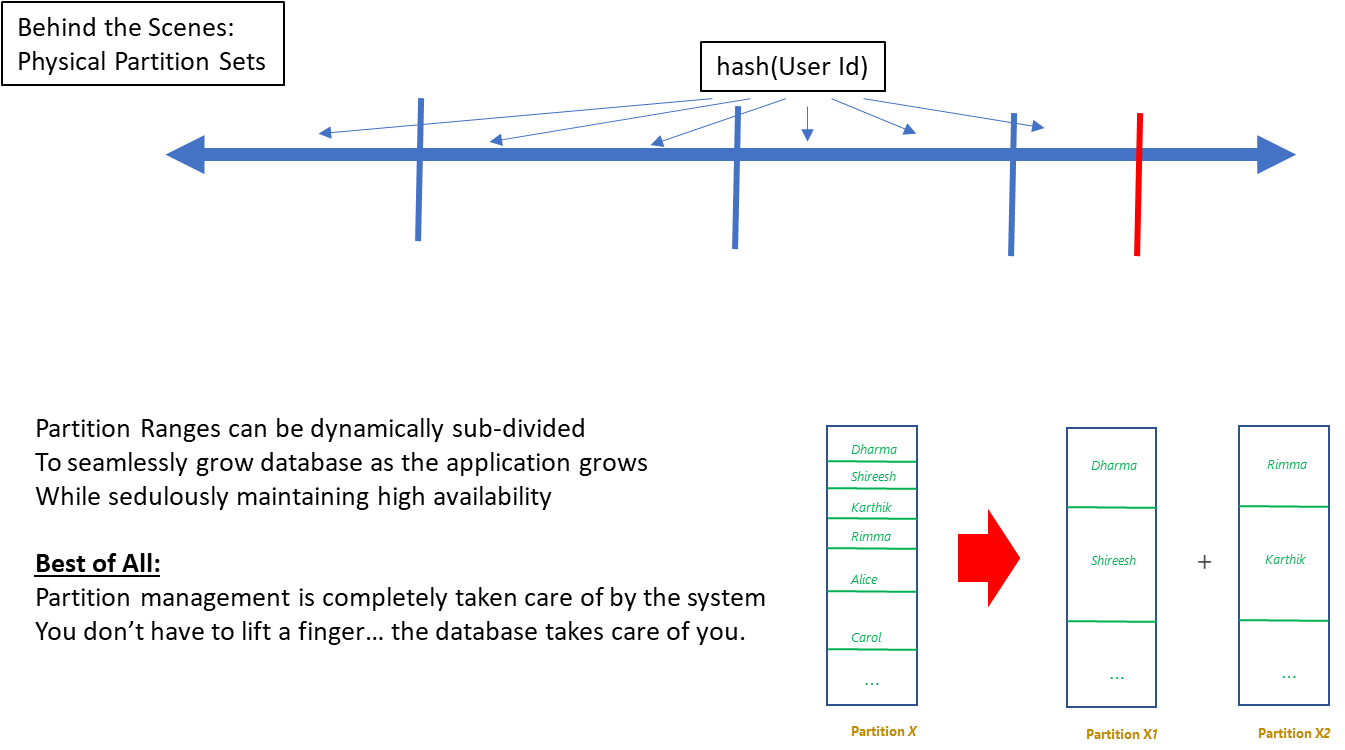 Behind the Scenes:
Physical Partition Sets
hash(User Id)
Partition Ranges can be dynamically sub-divided
To seamlessly grow database as the application grows
While sedulously maintaining high availability
Best of All:
Partition management is completely taken care of by the system
You don’t have to lift a finger… the database takes care of you.
Dharma
Shireesh
Karthik
Rimma
Alice
Carol
…
Partition X
Dharma
Shireesh
…
Partition X1
+
Rimma
Karthik
…
Partition X2